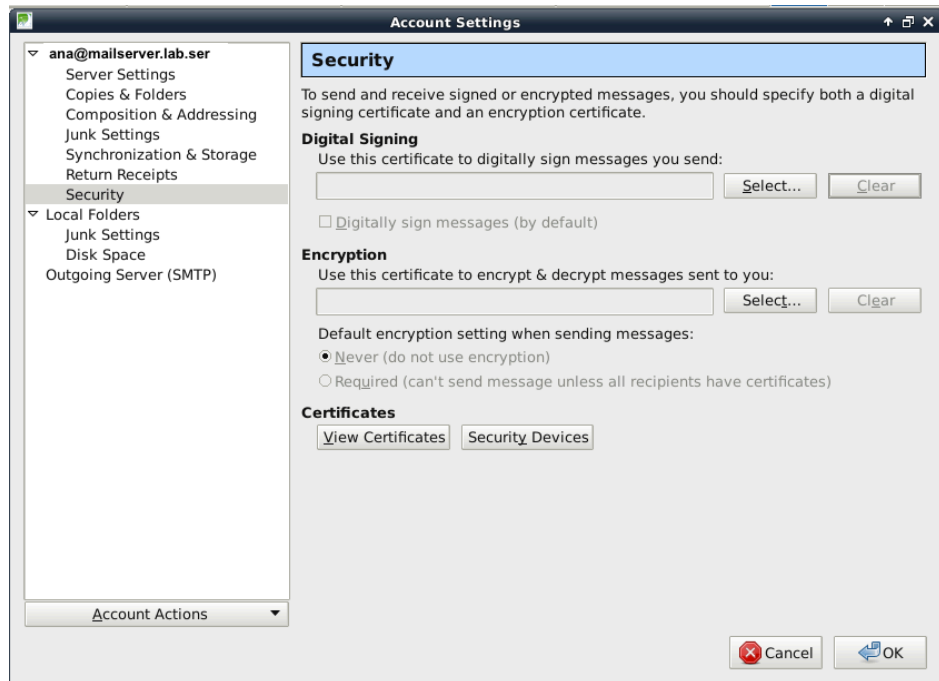 Account Settings
ana@mailserver.lab.ser
Server Settings
Copies & Folders
Composition & Addressing
Junk Settings
Synchronization & Storage
Return Receipts
Security
Local Folders
Junk Settings
Disk Space
Outgoing Server (SMTP)
Account Actions
Security
To send and receive signed or encrypted messages, you should specify both a digital
signing certificate and an encryption certificate.
Digital Signing
Use this certificate to digitally sign messages you send:
Select... Clear
Digitally sign messages (by default)
Encryption
Use this certificate to encrypt & decrypt messages sent to you:
Select... Clear
Default encryption setting when sending messages:
Never (do not use encryption)
Required (can't send message unless all recipients have certificates)
Certificates
View Certificates Security Devices
Cancel OK